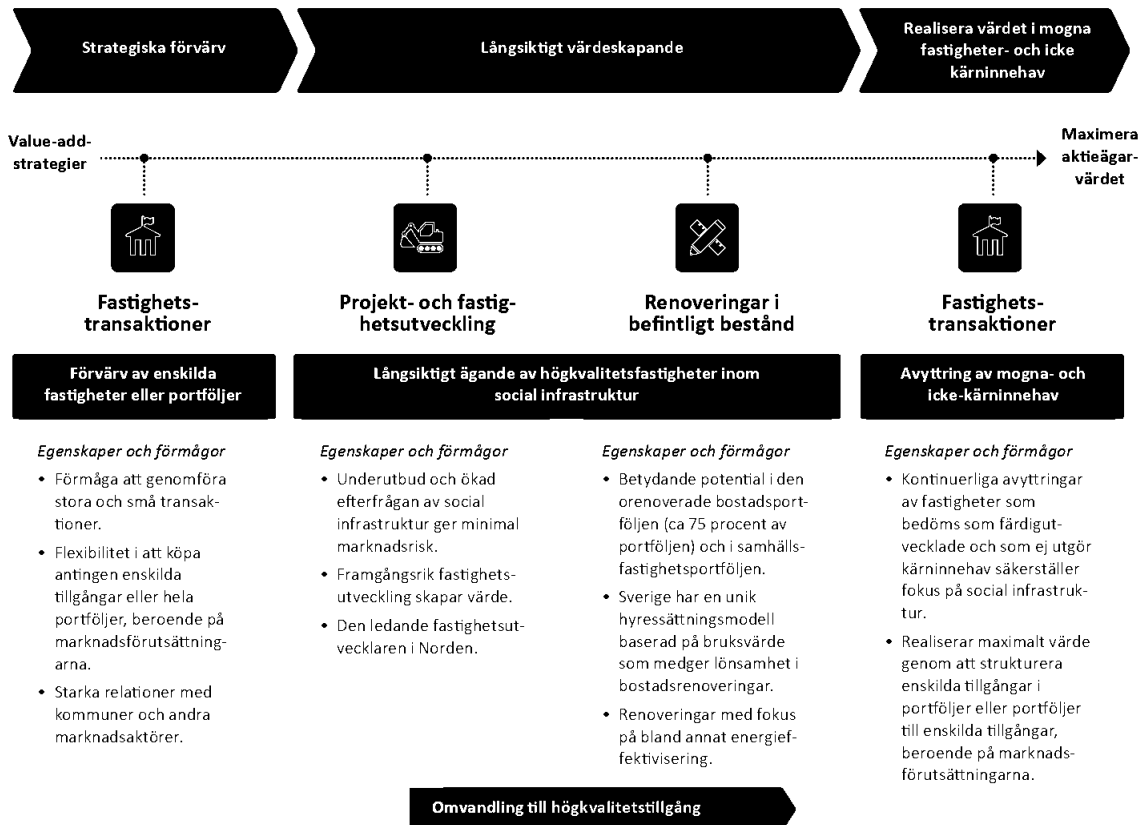 Strategiska förvärv
Långsiktigt värdeskapande
Realisera värdet i mogna
fastigheter- och icke
kärninnehav
Value-add-
strategier
Maximera
aktieägar-
värdet
Fastighets-
transaktioner
Projekt- och fastig-
hetsutveckling
Renoveringar i
befintligt bestånd
Fastighets-
transaktioner
Förvärv av enskilda
fastigheter eller portföljer
Långsiktigt ägande av högkvalitetsfastigheter inom
social infrastruktur
Avyttring av mogna- och
icke-kärninnehav
Egenskaper och förmågor
• Förmåga att genomföra
stora och små transak-
tioner.
• Flexibilitet i att köpa
antingen enskilda
tillgångar eller hela
portföljer, beroende på
marknadsförutsättning-
arna.
• Starka relationer med
kommuner och andra
marknadsaktörer.
Egenskaper och förmågor
• Underutbud och ökad
efterfrågan av social
infrastruktur ger minimal
marknadsrisk.
• Framgångsrik fastighets-
utveckling skapar värde.
• Den ledande fastighetsut-
vecklaren i Norden.
Egenskaper och förmågor
• Betydande potential i den
orenoverade bostadsport-
följen (ca 75 procent av
portföljen) och i samhälls-
fastighetsportföljen.
• Sverige har en unik
hyressättningsmodell
baserad på bruksvärde
som medger lönsamhet i
bostadsrenoveringar.
• Renoveringar med fokus
på bland annat energief-
fektivisering.
Egenskaper och förmågor
• Kontinuerliga avyttringar
av fastigheter som
bedöms som färdigut-
vecklade och som ej utgör
kärninnehav säkerställer
fokus på social infrastruk-
tur.
• Realiserar maximalt värde
genom att strukturera
enskilda tillgångar i
portföljer eller portföljer
till enskilda tillgångar,
beroende på marknads-
förutsättningarna.
Omvandling till högkvalitetstillgång